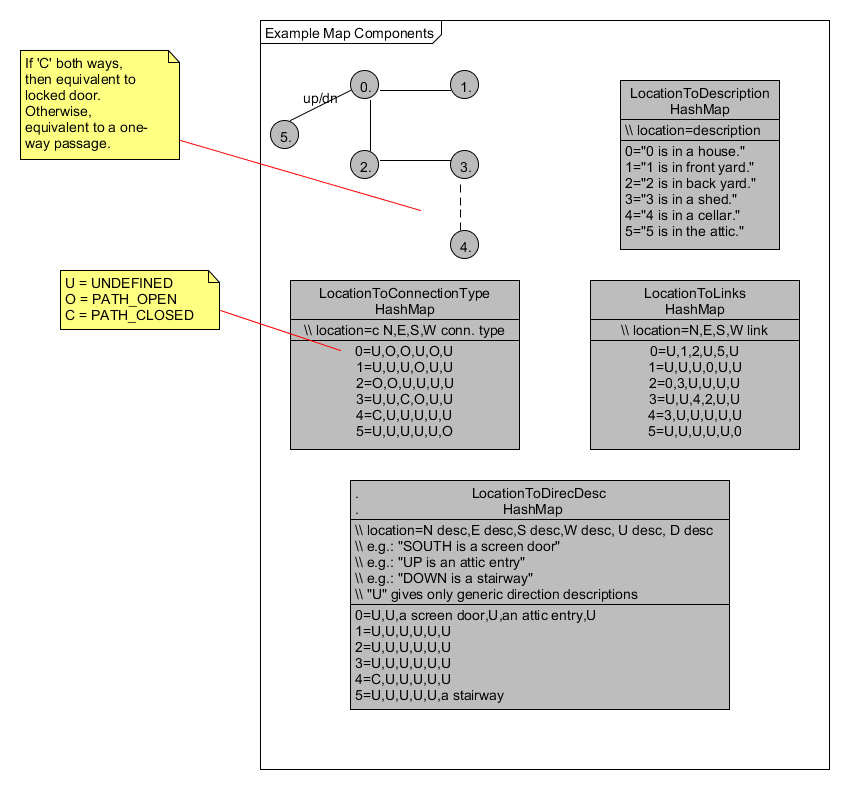 Example Map Components
If 'C' both ways,
then equivalent to
locked door.
Otherwise,
equivalent to a one-
way passage.
0.
1.
up/dn
5.
2.
3.
4.
LocationToDescription
HashMap
\\ location=description
0="0 is in a house."
1="1 is in front yard."
2="2 is in back yard."
3="3 is in a shed."
4="4 is in a cellar."
5="5 is in the attic."
U = UNDEFINED
O = PATH_OPEN
C = PATH_CLOSED
LocationToConnectionType
HashMap
\\ location=c N,E,S,W conn. type
0=U,O,O,U,O,U
1=U,U,U,O,U,U
2=O,O,U,U,U,U
3=U,U,C,O,U,U
4=C,U,U,U,U,U
5=U,U,U,U,U,O
LocationToLinks
HashMap
\\ location=N,E,S,W link
0=U,1,2,U,5,U
1=U,U,U,0,U,U
2=0,3,U,U,U,U
3=U,U,4,2,U,U
4=3,U,U,U,U,U
5=U,U,U,U,U,0
. LocationToDirecDesc
. HashMap
\\ location=N desc,E desc,S desc,W desc, U desc, D desc
\\ e.g.: "SOUTH is a screen door"
\\ e.g.: "UP is an attic entry"
\\ e.g.: "DOWN is a stairway"
\\ "U" gives only generic direction descriptions
0=U,U,a screen door,U,an attic entry,U
1=U,U,U,U,U,U
2=U,U,U,U,U,U
3=U,U,U,U,U,U
4=C,U,U,U,U,U
5=U,U,U,U,U,a stairway